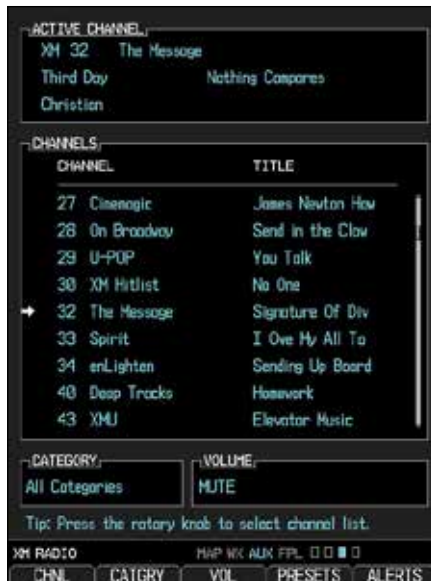 ACTIVE CHANNEL
XM 32 The Message
Third Day Nothing Compares
Christian
CHANNELS
CHANNEL TITLE
27 Cinemagic James Newton How
28 On Broadway Send in the Clow
29 U-POP You Talk
30 XM Hitlist No One
32 The Message Signature Of Div
33 Spirit I Owe My All To
34 enLighten Sending Up Board
40 Deep Tracks Homework
43 XMU Elevator Music
CATEGORY VOLUME
All Categories MUTE
Tip: Press the rotary knob to select channel list.
XM RADIO MAP WX AUX FPL
CHNL CATGRY VOL PRESETS ALERTS